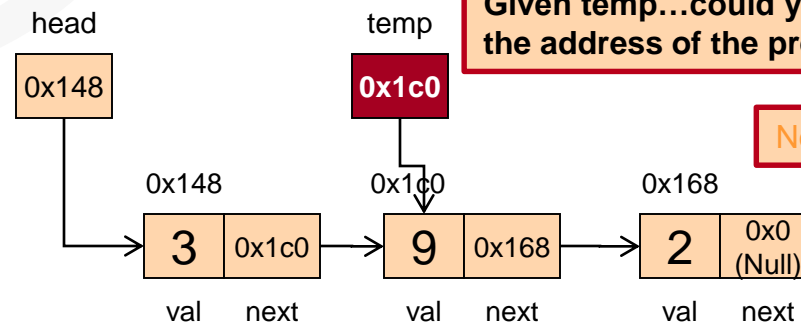 Given temp…could
the address of the
head
temp
0x148
0x1c0
0x148
0x1c0
0x168
3
0x1c0
9
0x168
2
0x0
(Null)
val
next
val
next
val
next